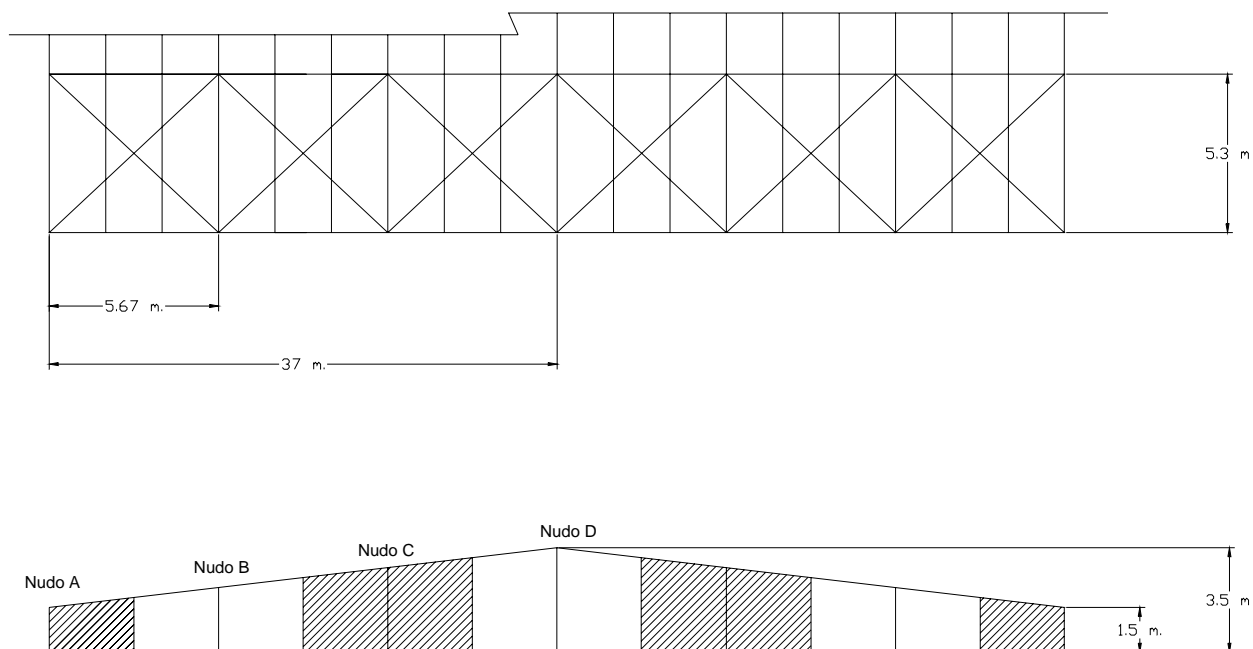 5.3 m
5.67 m.
37 m.
Nudo D
Nudo C
Nudo B
Nudo A
3.5 m
1.5 m.